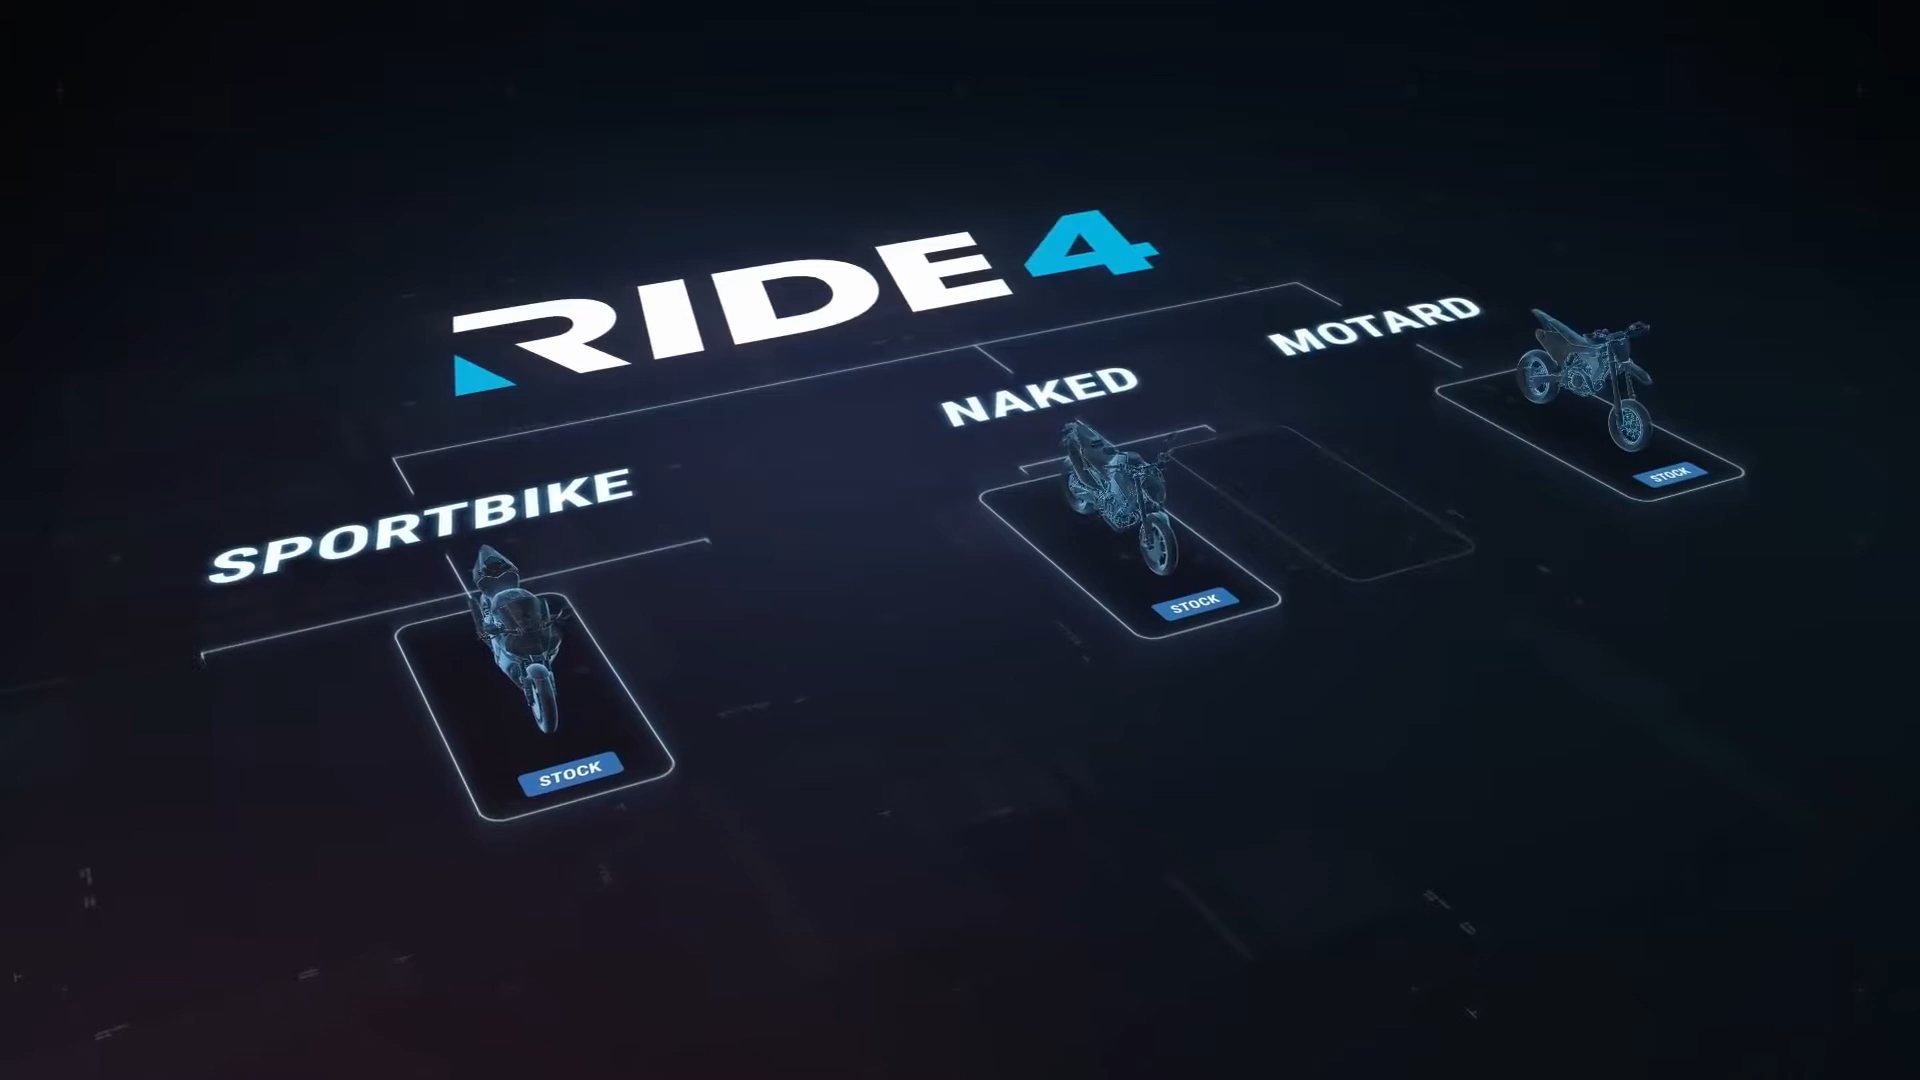 RIDE 4
MOTARD
NAKED
SPORTBIKE
STOCK
STOCK
STOCK